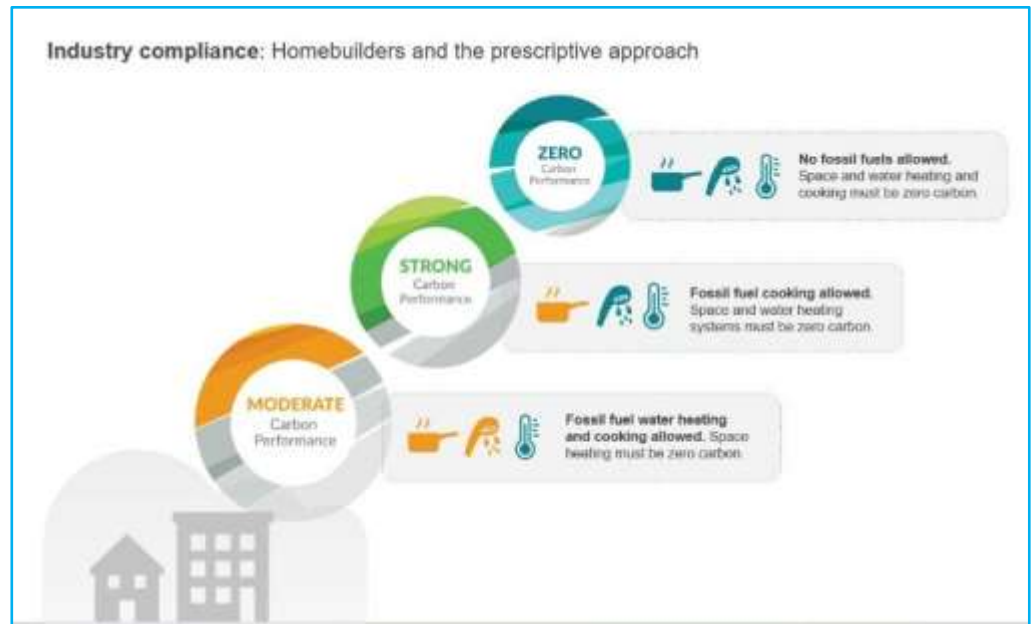 Industry compliance: Homebuilders and the prescriptive approach
ZERO
Carbon
Performance
No fossil fuels allowed.
Space and water heating and
cooking must be zero carbon.
STRONG
Carbon
Performance
Fossil fuel cooking allowed.
Space and water heating
systems must be zero carbon.
MODERATE
Carbon
Performance
Fossil fuel water heating
and cooking allowed. Space
heating must be zero carbon.